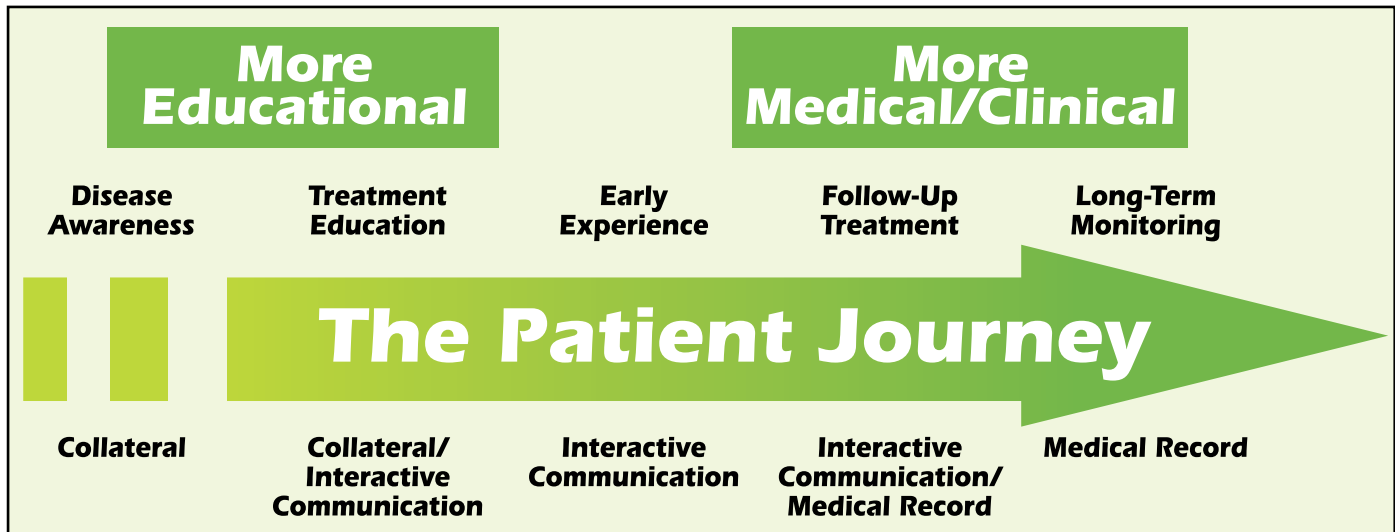 More
Educational
More
Medical/Clinical
Disease
Awareness
Treatment
Education
Early
Experience
Follow-Up
Treatment
Long-Term
Monitoring
The Patient Journey
Collateral
Collateral/
Interactive
Communication
Interactive
Communication
Interactive
Communication/
Medical Record
Medical Record